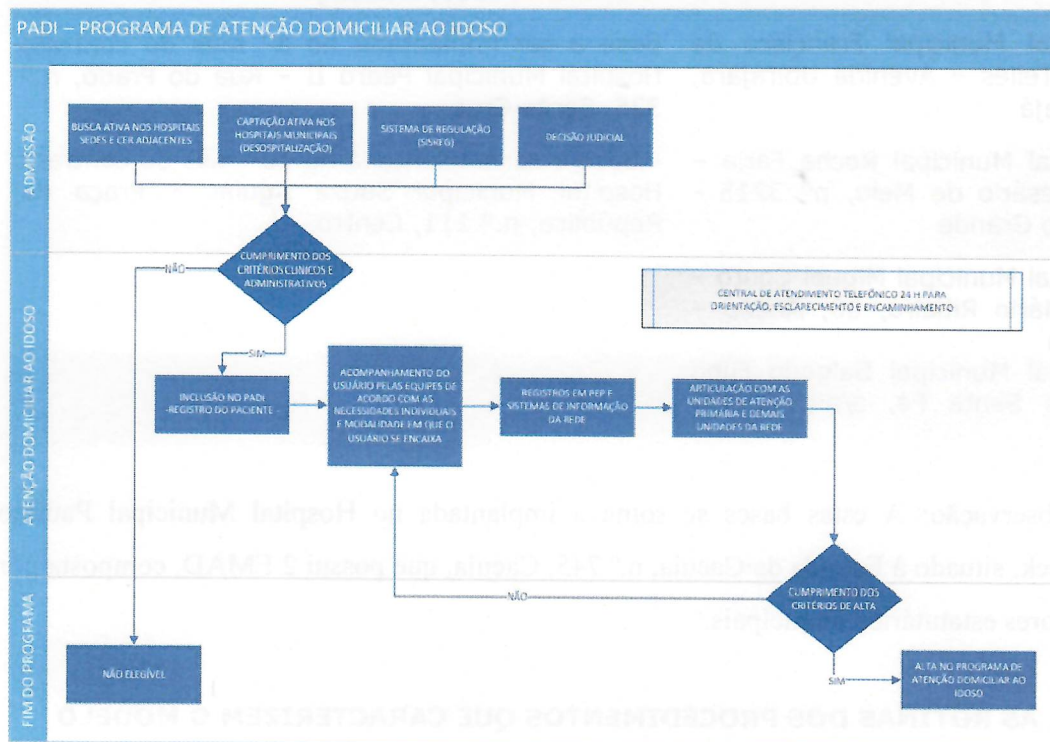 PADI – PROGRAMA DE ATENÇÃO DOMICILIAR AO IDOSO
ADMISSÃO
BUSCA ATIVA NOS HOSPITAIS
SEDES E CER ADJACENTES
CAPTAÇÃO ATIVA NOS
HOSPITAIS MUNICIPAIS
(DESOSPITALIZAÇÃO)
SISTEMA DE REGULAÇÃO
(SISREG)
DECISÃO JUDICIAL
ATENÇÃO DOMICILIAR AO IDOSO
NÃO
CUMPRIMENTO DOS
CRITÉRIOS CLINICOS E
ADMINISTRATIVOS
CENTRAL DE ATENDIMENTO TELEFÔNICO 24 H PARA
ORIENTAÇÃO, ESCLARECIMENTO E ENCAMINHAMENTO
SIM
INCLUSÃO NO PADI
-REGISTRO DO PACIENTE -
ACOMPANHAMENTO DO
USUÁRIO PELAS EQUIPES DE
ACORDO COM AS
NECESSIDADES INDIVIDUAIS
E MODALIDADE EM QUE O
USUÁRIO SE ENCAIXA
REGISTROS EM PEP E
SISTEMAS DE INFORMAÇÃO
DA REDE
ARTICULAÇÃO COM AS
UNIDADES DE ATENÇÃO
PRIMÁRIA E DEMAIS
UNIDADES DA REDE
FIM DO PROGRAMA
NÃO
CUMPRIMENTO DOS
CRITÉRIOS DE ALTA
NÃO ELEGÍVEL
SIM
ALTA NO PROGRAMA DE
ATENÇÃO DOMICILIAR AO
IDOSO